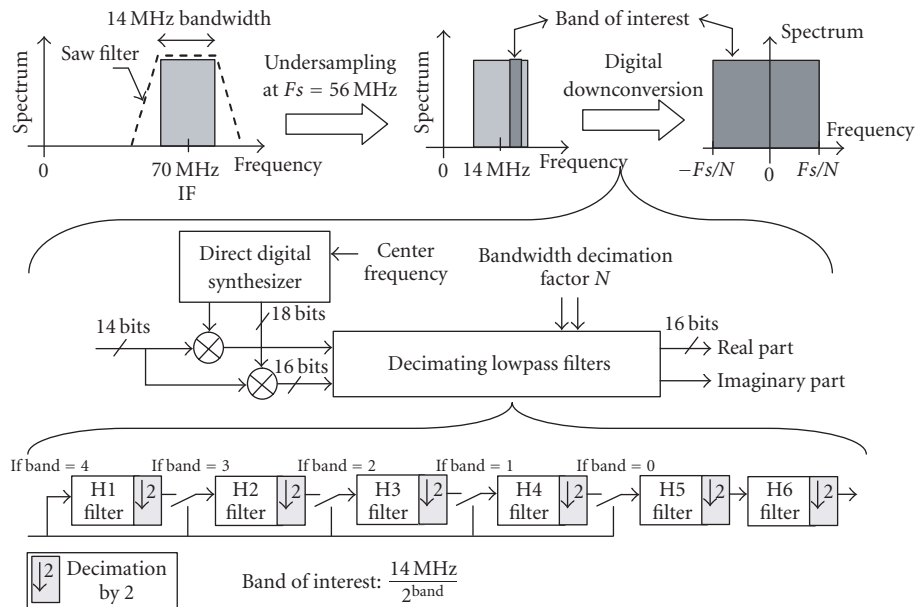 14 MHz bandwidth
Saw filter
Spectrum
0
70 MHz
IF
Frequency
Undersampling
at Fs = 56 MHz
Band of interest
Spectrum
0
14 MHz
Frequency
Digital
downconversion
Spectrum
Frequency
−Fs/N
0
Fs/N
Direct digital
synthesizer
Center
frequency
Bandwidth decimation
factor N
14 bits
18 bits
16 bits
Decimating lowpass filters
16 bits
Real part
Imaginary part
If band = 4
If band = 3
If band = 2
If band = 1
If band = 0
H1
filter
2
H2
filter
2
H3
filter
2
H4
filter
2
H5
filter
2
H6
filter
2
2
Decimation
by 2
Band of interest: 14 MHz / 2^band